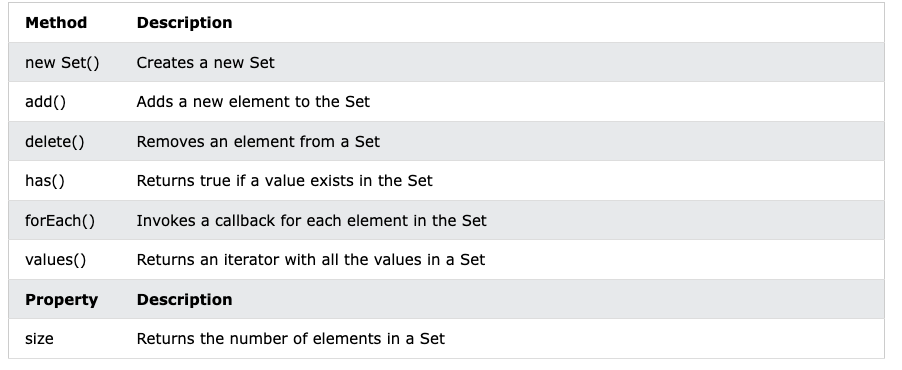 Method Description
new Set() Creates a new Set
add() Adds a new element to the Set
delete() Removes an element from a Set
has() Returns true if a value exists in the Set
forEach() Invokes a callback for each element in the Set
values() Returns an iterator with all the values in a Set
Property Description
size Returns the number of elements in a Set